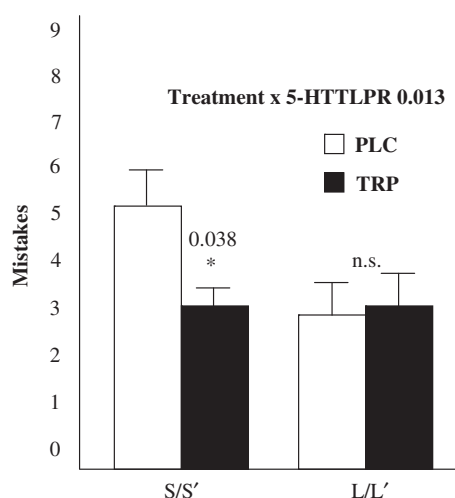 9
8
7
Treatment x 5-HTTLPR 0.013
6
PLC
TRP
5
0.038
*
n.s.
4
3
2
1
0
Mistakes
S/S′
L/L′